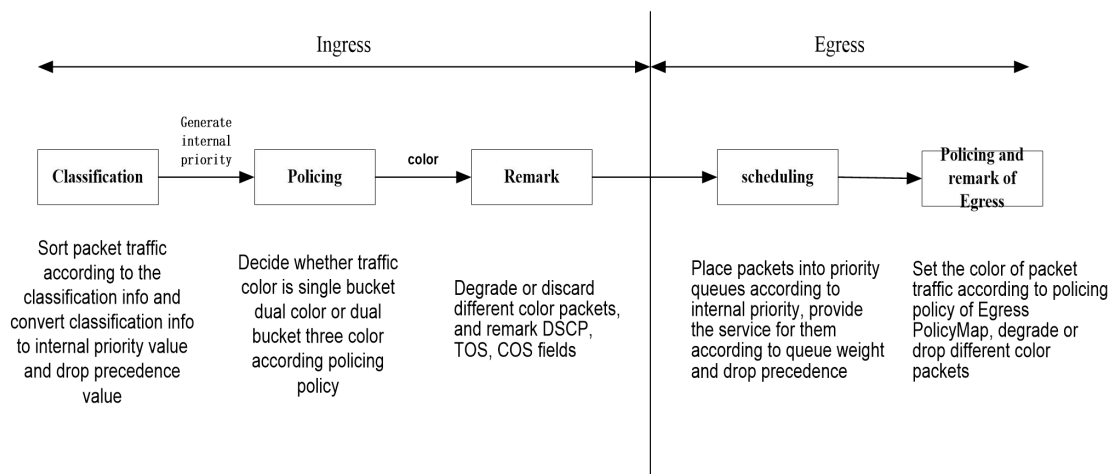 Ingress
Egress
Generate
internal
priority
color
Classification
Policing
Remark
scheduling
Policing and
remark of
Egress
Sort packet traffic
according to the
classification info and
convert classification info
to internal priority value
and drop precedence
value
Decide whether traffic
color is single bucket
dual color or dual
bucket three color
according policing
policy
Degrade or discard
different color packets,
and remark DSCP,
TOS, COS fields
Place packets into priority
queues according to
internal priority, provide
the service for them
according to queue weight
and drop precedence
Set the color of packet
traffic according to policing
policy of Egress
PolicyMap, degrade or
drop different color
packets